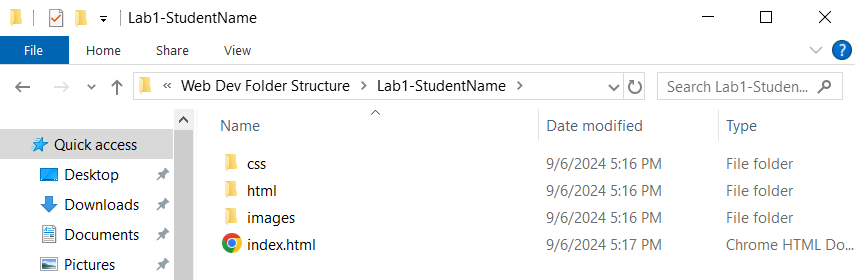 Lab1-StudentName
File Home Share View
« Web Dev Folder Structure > Lab1-StudentName > Search Lab1-Studen...
Name Date modified Type
Quick access
Desktop
Downloads
Documents
Pictures
css 9/6/2024 5:16 PM File folder
html 9/6/2024 5:16 PM File folder
images 9/6/2024 5:16 PM File folder
index.html 9/6/2024 5:17 PM Chrome HTML Do...